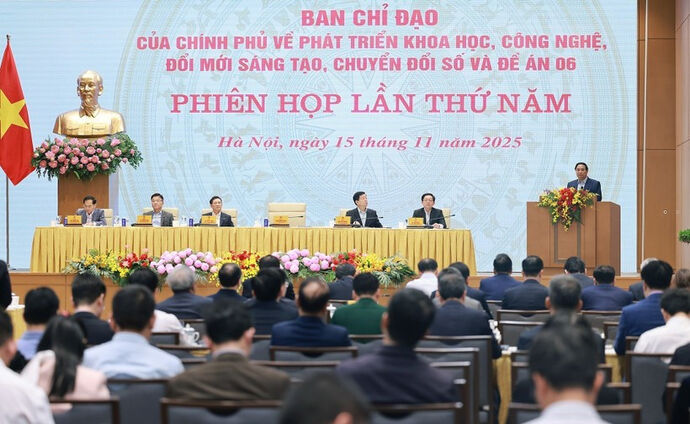 BAN CHỈ ĐẠO
CỦA CHÍNH PHỦ VỀ PHÁT TRIỂN KHOA HỌC, CÔNG NGHỆ,
ĐỔI MỚI SÁNG TẠO, CHUYỂN ĐỔI SỐ VÀ ĐỀ ÁN 06
PHIÊN HỌP LẦN THỨ NĂM
Hà Nội, ngày 15 tháng 11 năm 2025